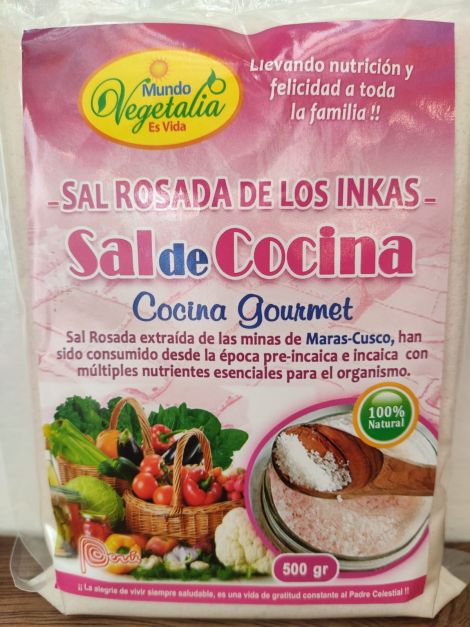 Mundo
Vegetalia
Es Vida
Llevando nutrición y
felicidad a toda
la familia !!
-SAL ROSADA DE LOS INKAS-
Sal de Cocina
Cocina Gourmet
Sal Rosada extraída de las minas de Maras-Cusco, han
sido consumido desde la época pre-incaica e incaica con
múltiples nutrientes esenciales para el organismo.
100%
Natural
Perú
500 gr
¡¡ La alegria de vivir siempre saludable, es una vida de gratitud constante al Padre Celestial !!